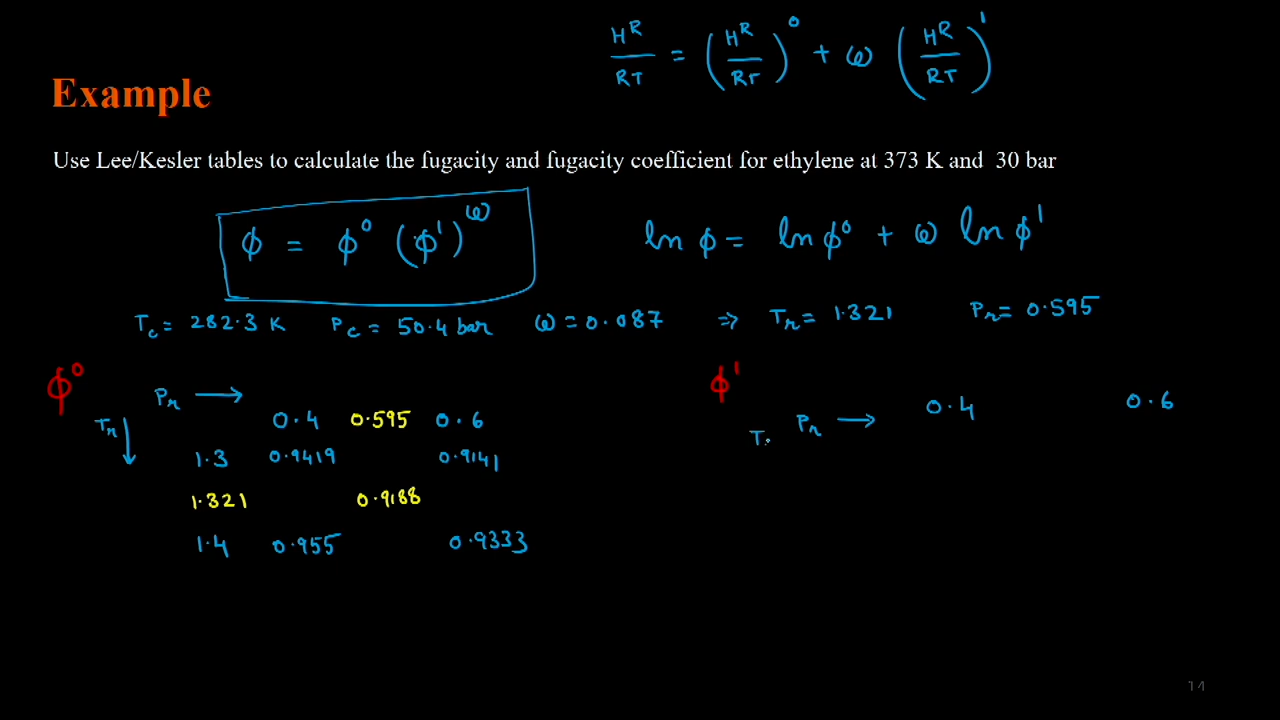 H^R/RT = (H^R/RT)^0 + ω (H^R/RT)^1
Example
Use Lee/Kesler tables to calculate the fugacity and fugacity coefficient for ethylene at 373 K and 30 bar
ϕ = ϕ^0 (ϕ^1)^ω
ln ϕ = ln ϕ^0 + ω ln ϕ^1
Tc = 282.3 K Pc = 50.4 bar ω = 0.087 ⇒ Tr = 1.321 Pr = 0.595
ϕ^0
Pr →
Tr ↓
0.4 0.595 0.6
1.3 0.9419 0.9141
1.321 0.9188
1.4 0.955 0.9333
ϕ^1
Pr → 0.4 0.6
T
14